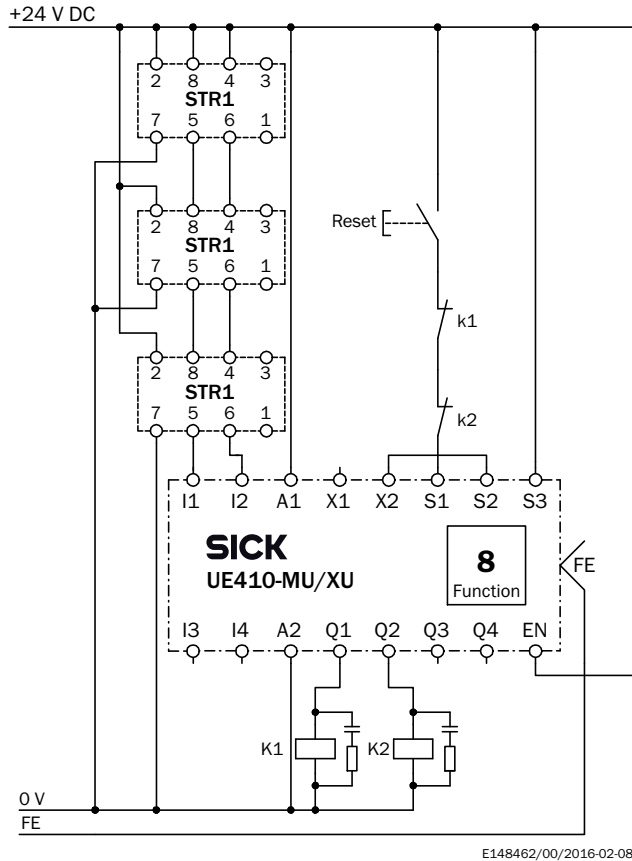 +24 V DC
2 8 4 3
STR1
7 5 6 1
2 8 4 3
STR1
7 5 6 1
Reset
k1
2 8 4 3
STR1
7 5 6 1
k2
I1 I2 A1 X1 X2 S1 S2 S3
SICK
UE410-MU/XU
8
Function
FE
I3 I4 A2 Q1 Q2 Q3 Q4 EN
K1 K2
0 V
FE
E148462/00/2016-02-08